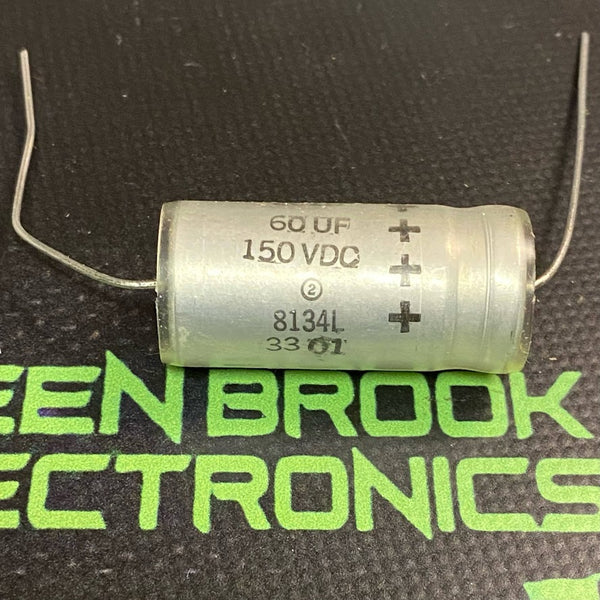 60 UF
150 VDC
2
8134L
33 01
+
+
+
+
EEN BROOK
ECTRONICS